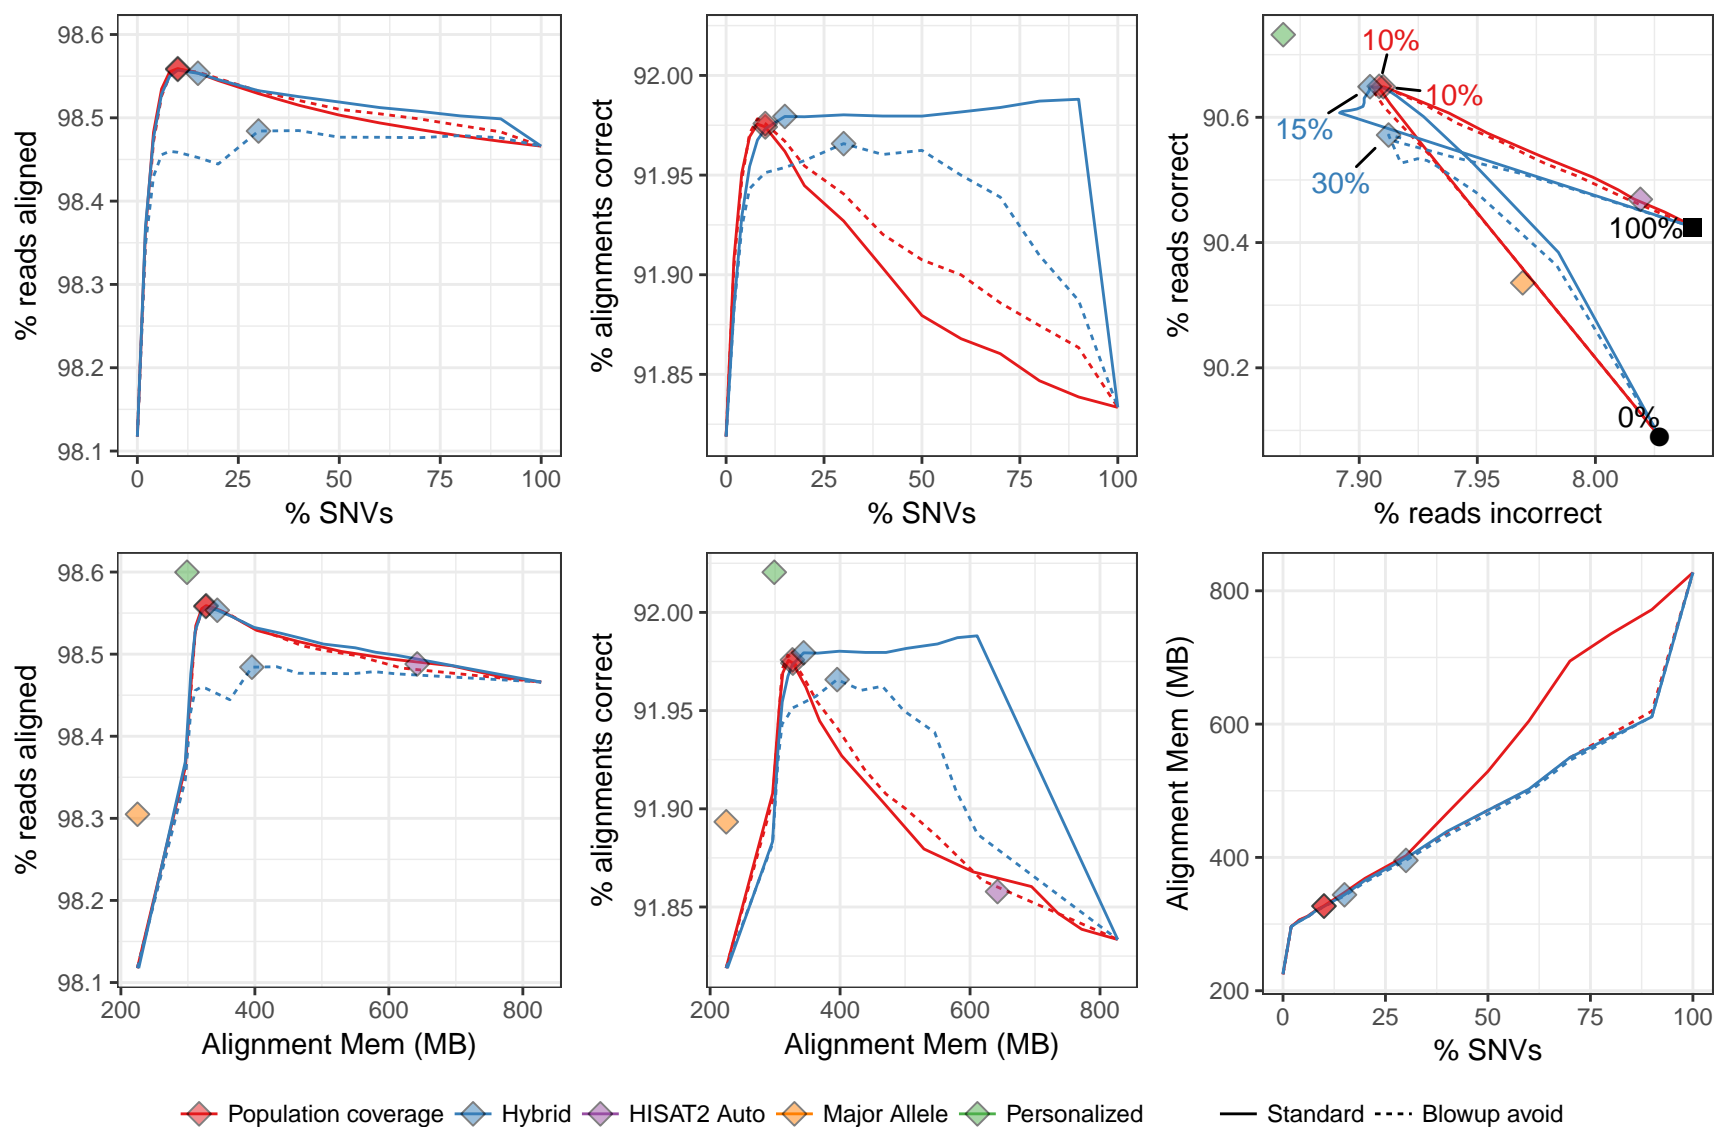 98.6
98.5
98.4
98.3
98.2
98.1
% reads aligned
0 25 50 75 100
% SNVs
92.00
91.95
91.90
91.85
% alignments correct
0 25 50 75 100
% SNVs
90.6
90.4
90.2
% reads correct
10%
10%
15%
30%
100%
0%
7.90 7.95 8.00
% reads incorrect
98.6
98.5
98.4
98.3
98.2
98.1
% reads aligned
200 400 600 800
Alignment Mem (MB)
92.00
91.95
91.90
91.85
% alignments correct
200 400 600 800
Alignment Mem (MB)
800
600
400
200
Alignment Mem (MB)
0 25 50 75 100
% SNVs
Population coverage Hybrid HISAT2 Auto Major Allele Personalized Standard Blowup avoid